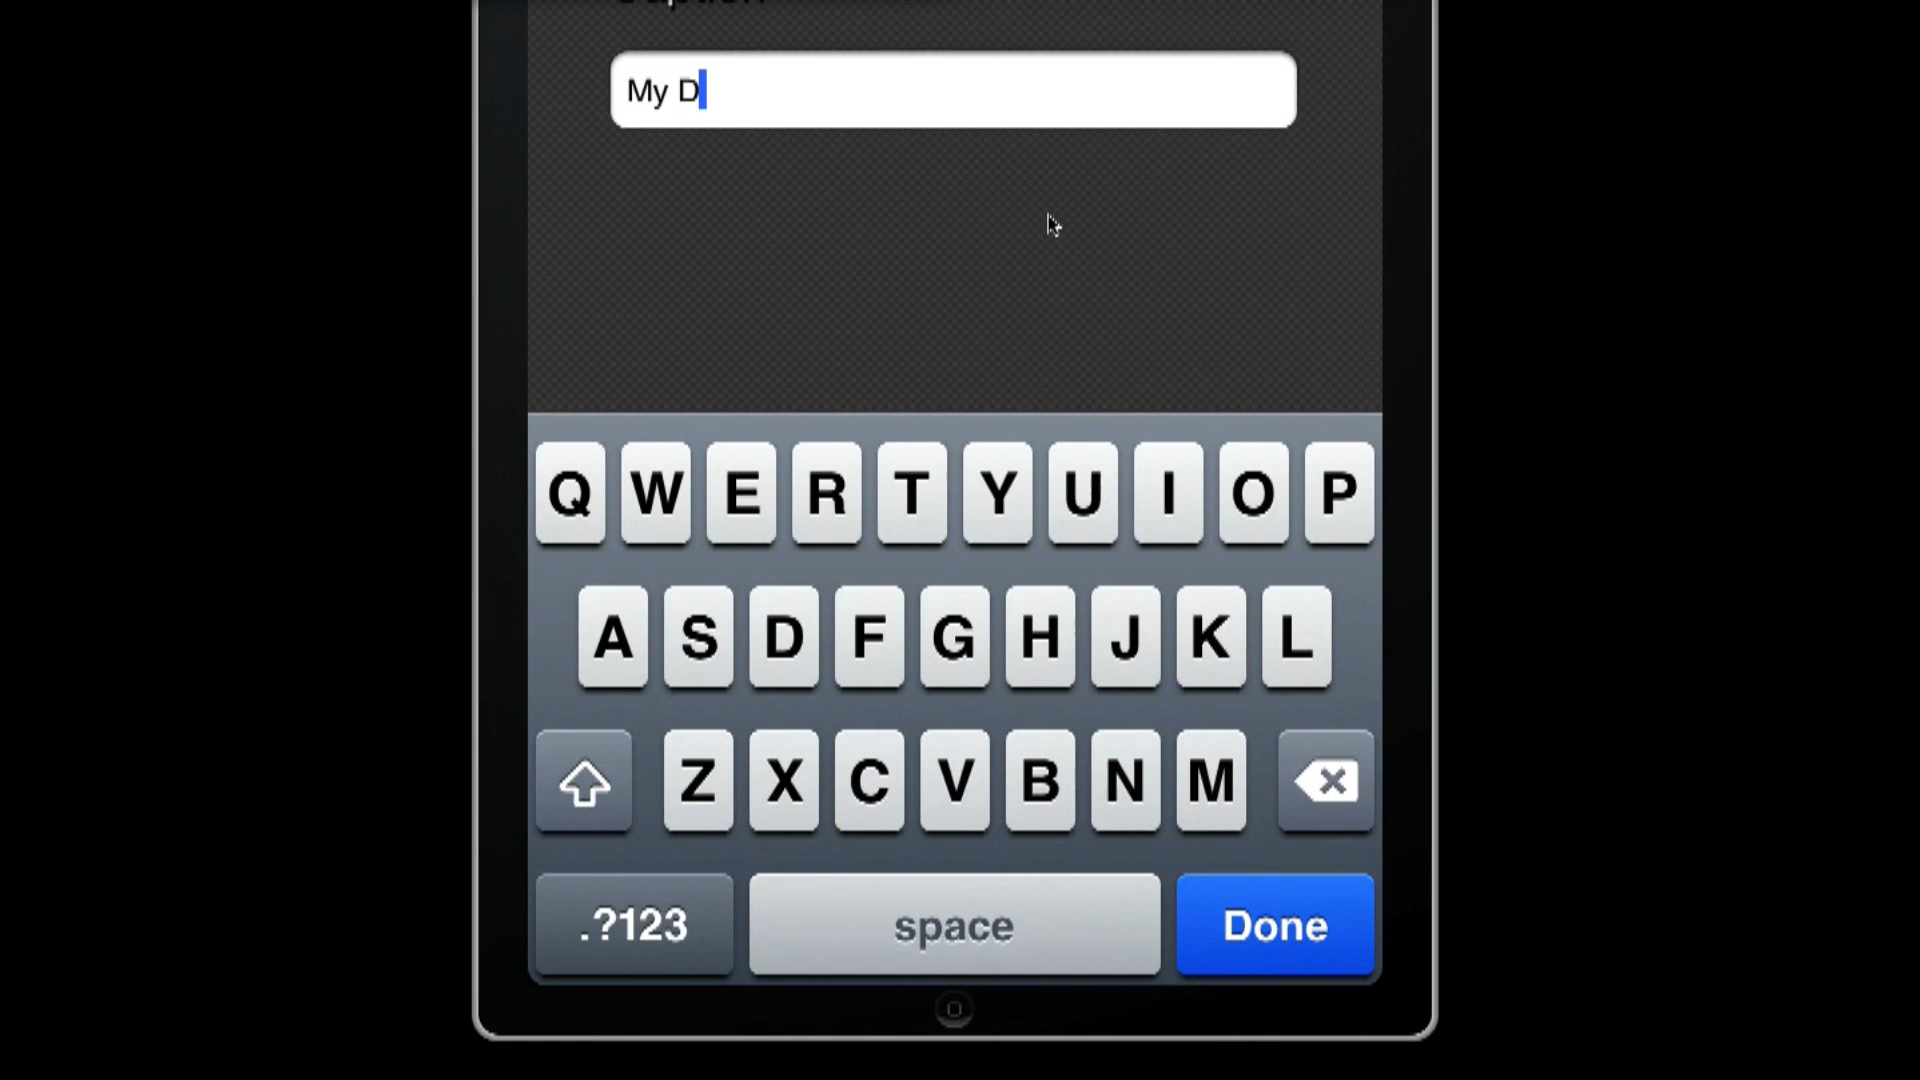 My D
Q W E R T Y U I O P
A S D F G H J K L
Z X C V B N M
.?123 space Done